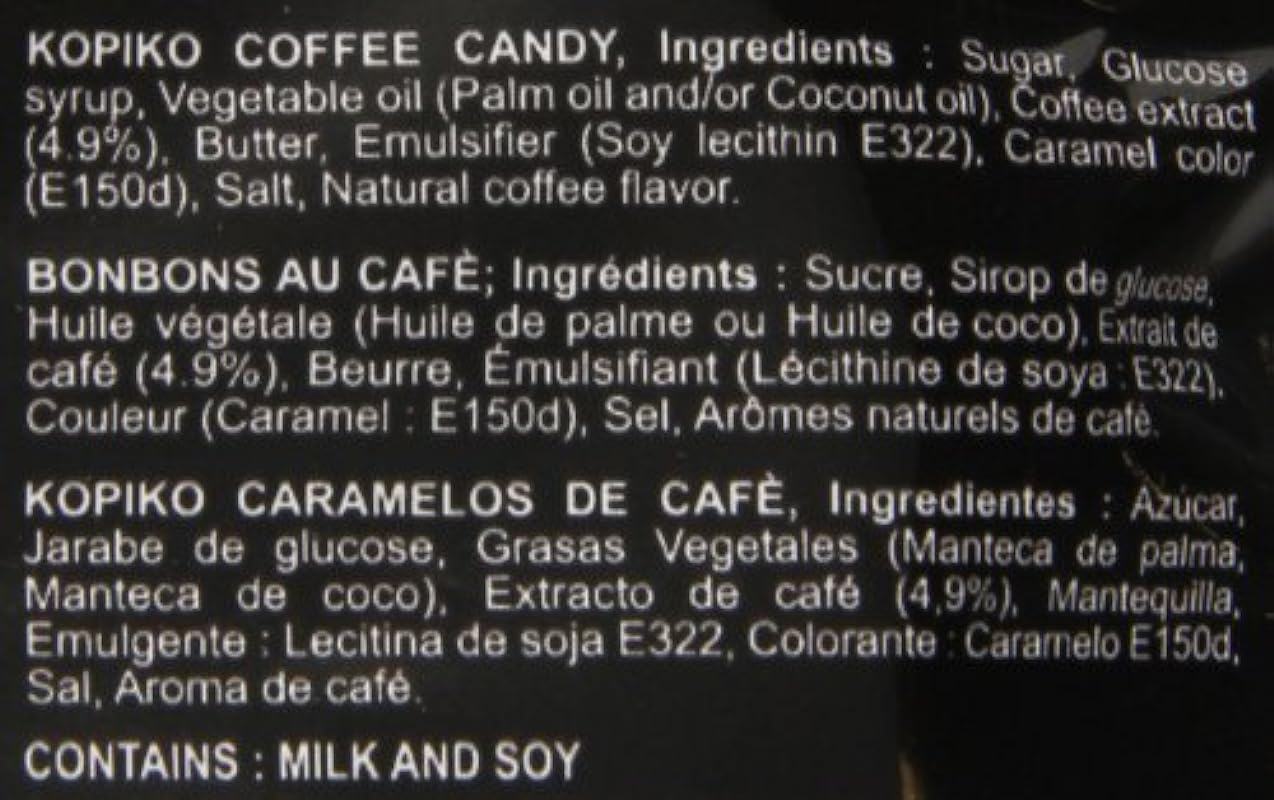 KOPIKO COFFEE CANDY, Ingredients : Sugar, Glucose
syrup, Vegetable oil (Palm oil and/or Coconut oil), Coffee extract
(4.9%), Butter, Emulsifier (Soy lecithin E322), Caramel color
(E150d), Salt, Natural coffee flavor.
BONBONS AU CAFÈ; Ingrédients : Sucre, Sirop de glucose,
Huile végétale (Huile de palme ou Huile de coco), Extrait de
café (4.9%), Beurre, Émulsifiant (Lécithine de soya : E322),
Couleur (Caramel : E150d), Sel, Arômes naturels de café.
KOPIKO CARAMELOS DE CAFÈ, Ingredientes : Azúcar,
Jarabe de glucose, Grasas Vegetales (Manteca de palma,
Manteca de coco), Extracto de café (4,9%), Mantequilla,
Emulgente : Lecitina de soja E322, Colorante : Caramelo E150d,
Sal, Aroma de café.
CONTAINS : MILK AND SOY